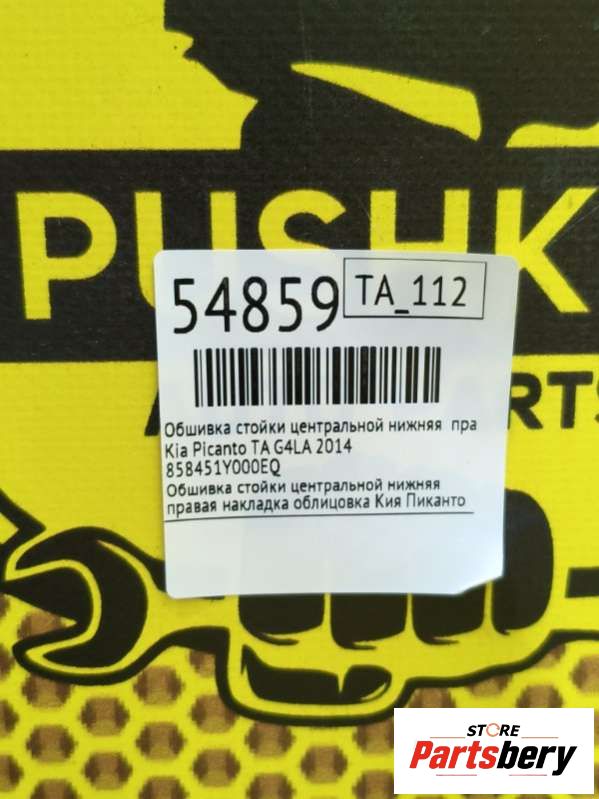 PUSHK
54859
TA_112
RTS
Обшивка стойки центральной нижняя пра
Kia Picanto TA G4LA 2014
858451Y000EQ
Обшивка стойки центральной нижняя
правая накладка облицовка Кия Пиканто
STORE
Partsbery